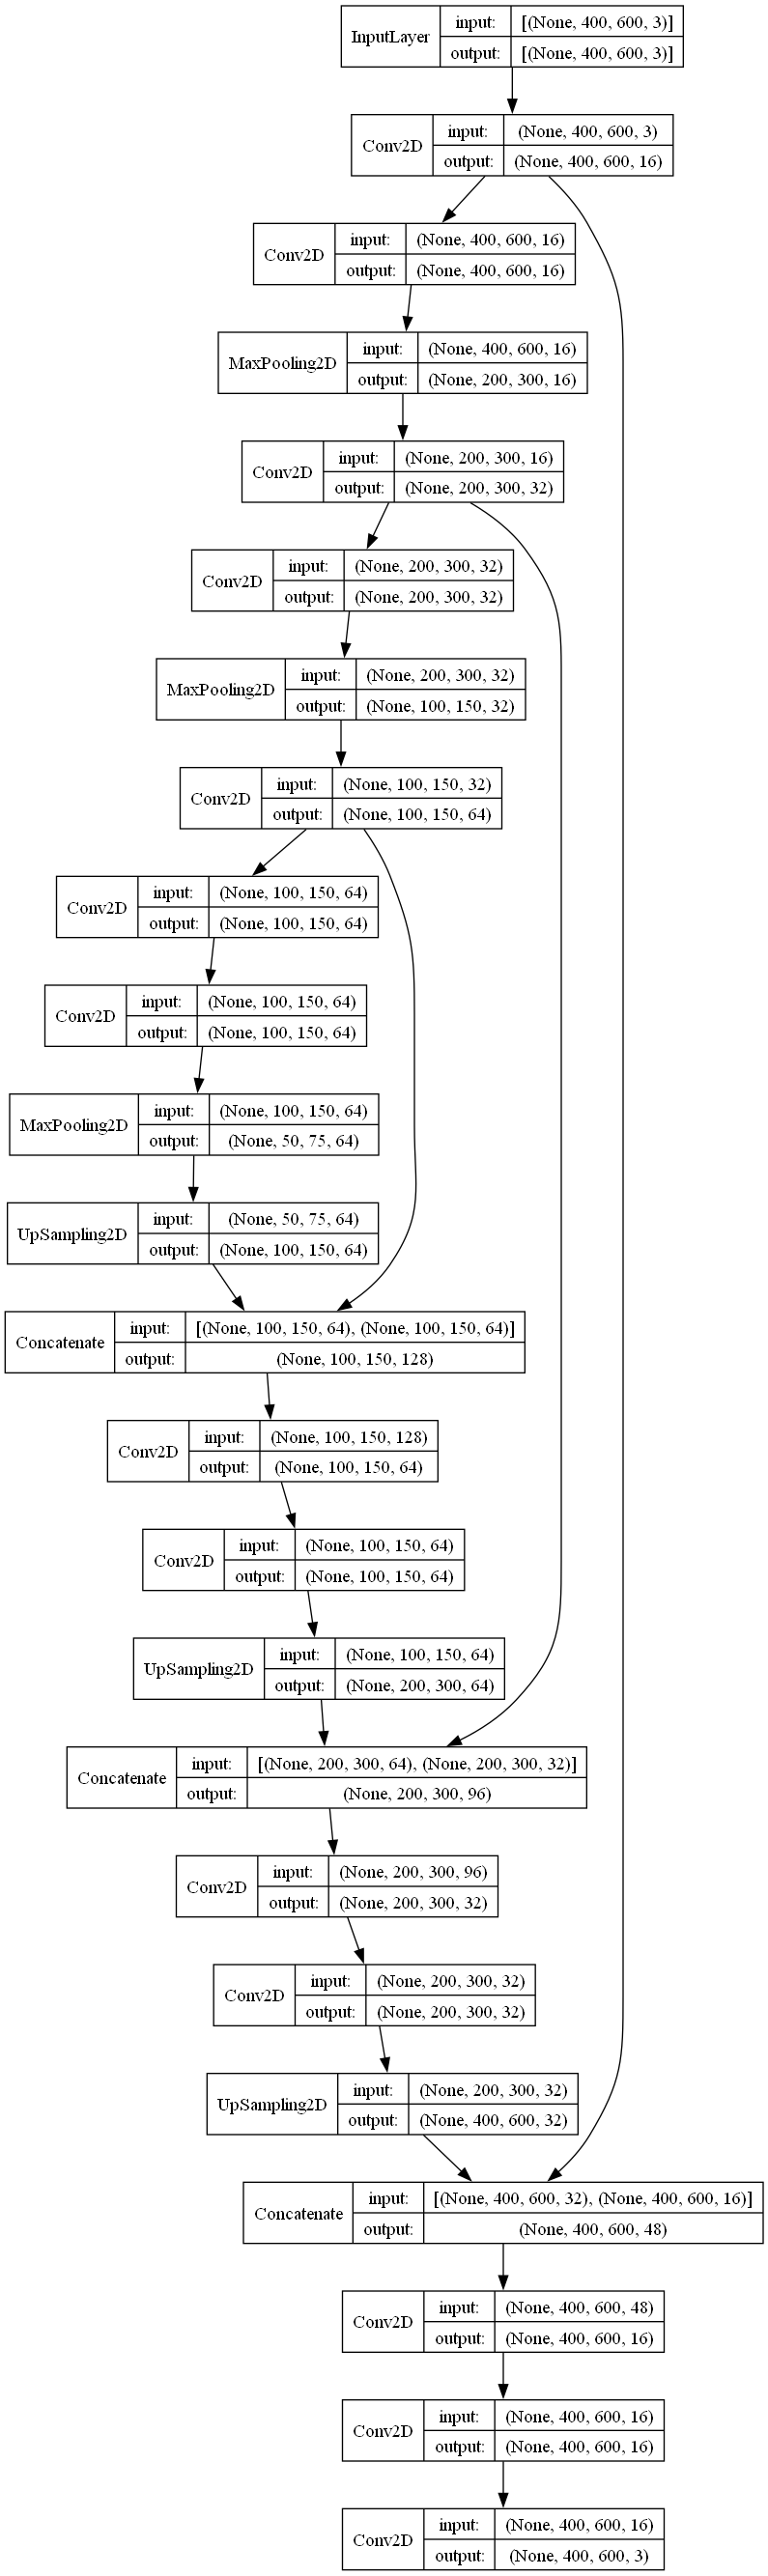 InputLayer
input: [(None, 400, 600, 3)]
output: [(None, 400, 600, 3)]
Conv2D
input: (None, 400, 600, 3)
output: (None, 400, 600, 16)
Conv2D
input: (None, 400, 600, 16)
output: (None, 400, 600, 16)
MaxPooling2D
input: (None, 400, 600, 16)
output: (None, 200, 300, 16)
Conv2D
input: (None, 200, 300, 16)
output: (None, 200, 300, 32)
Conv2D
input: (None, 200, 300, 32)
output: (None, 200, 300, 32)
MaxPooling2D
input: (None, 200, 300, 32)
output: (None, 100, 150, 32)
Conv2D
input: (None, 100, 150, 32)
output: (None, 100, 150, 64)
Conv2D
input: (None, 100, 150, 64)
output: (None, 100, 150, 64)
Conv2D
input: (None, 100, 150, 64)
output: (None, 100, 150, 64)
MaxPooling2D
input: (None, 100, 150, 64)
output: (None, 50, 75, 64)
UpSampling2D
input: (None, 50, 75, 64)
output: (None, 100, 150, 64)
Concatenate
input: [(None, 100, 150, 64), (None, 100, 150, 64)]
output: (None, 100, 150, 128)
Conv2D
input: (None, 100, 150, 128)
output: (None, 100, 150, 64)
Conv2D
input: (None, 100, 150, 64)
output: (None, 100, 150, 64)
UpSampling2D
input: (None, 100, 150, 64)
output: (None, 200, 300, 64)
Concatenate
input: [(None, 200, 300, 64), (None, 200, 300, 32)]
output: (None, 200, 300, 96)
Conv2D
input: (None, 200, 300, 96)
output: (None, 200, 300, 32)
Conv2D
input: (None, 200, 300, 32)
output: (None, 200, 300, 32)
UpSampling2D
input: (None, 200, 300, 32)
output: (None, 400, 600, 32)
Concatenate
input: [(None, 400, 600, 32), (None, 400, 600, 16)]
output: (None, 400, 600, 48)
Conv2D
input: (None, 400, 600, 48)
output: (None, 400, 600, 16)
Conv2D
input: (None, 400, 600, 16)
output: (None, 400, 600, 16)
Conv2D
input: (None, 400, 600, 16)
output: (None, 400, 600, 3)